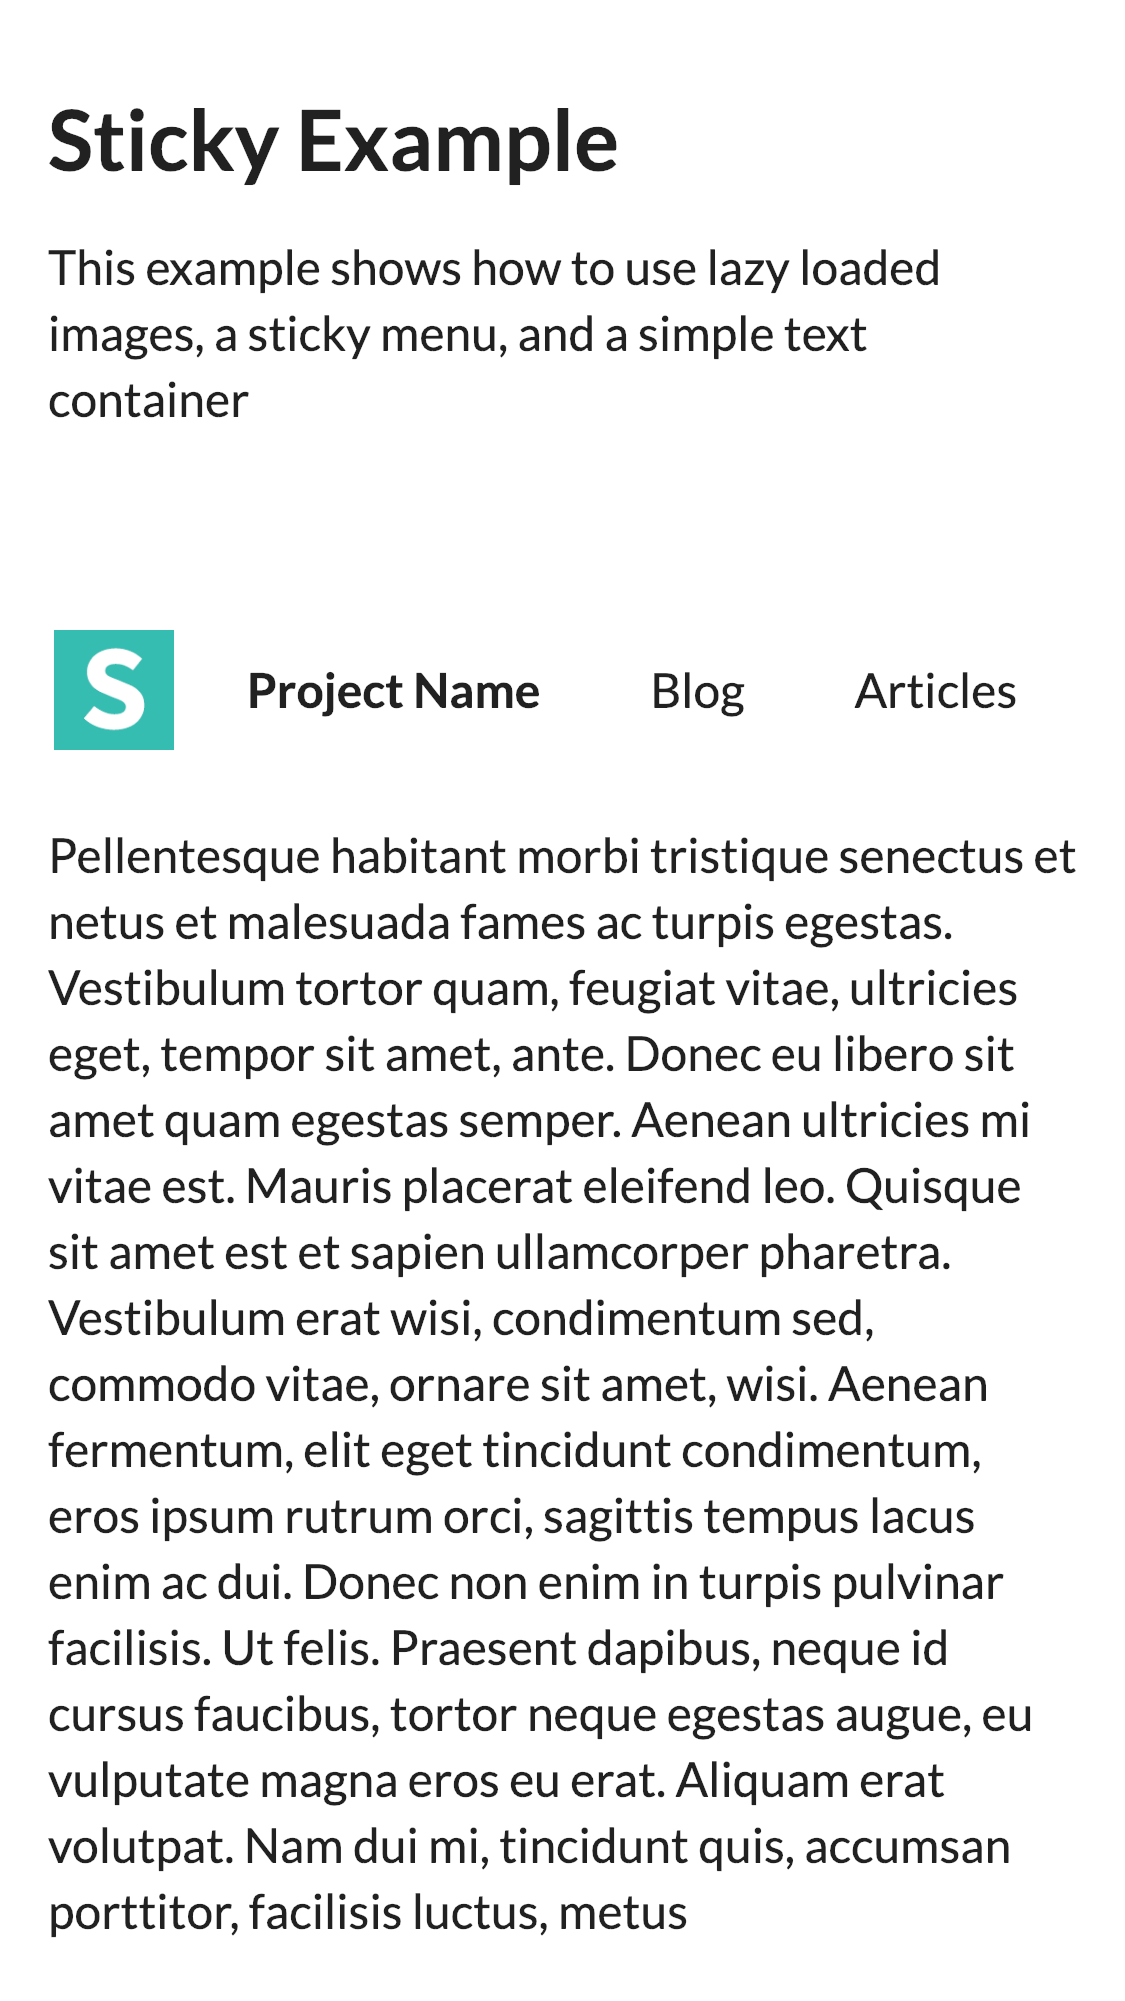 Sticky Example
This example shows how to use lazy loaded
images, a sticky menu, and a simple text
container
S Project Name Blog Articles
Pellentesque habitant morbi tristique senectus et
netus et malesuada fames ac turpis egestas.
Vestibulum tortor quam, feugiat vitae, ultricies
eget, tempor sit amet, ante. Donec eu libero sit
amet quam egestas semper. Aenean ultricies mi
vitae est. Mauris placerat eleifend leo. Quisque
sit amet est et sapien ullamcorper pharetra.
Vestibulum erat wisi, condimentum sed,
commodo vitae, ornare sit amet, wisi. Aenean
fermentum, elit eget tincidunt condimentum,
eros ipsum rutrum orci, sagittis tempus lacus
enim ac dui. Donec non enim in turpis pulvinar
facilisis. Ut felis. Praesent dapibus, neque id
cursus faucibus, tortor neque egestas augue, eu
vulputate magna eros eu erat. Aliquam erat
volutpat. Nam dui mi, tincidunt quis, accumsan
porttitor, facilisis luctus, metus